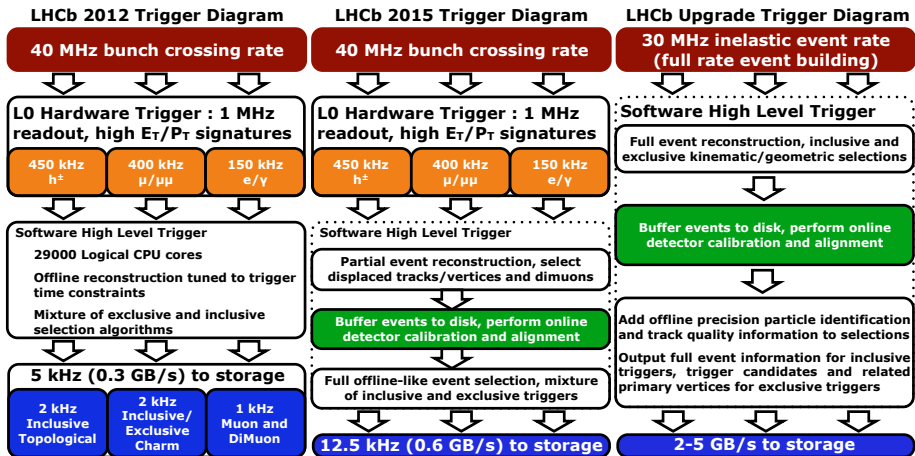 LHCb 2012 Trigger Diagram
40 MHz bunch crossing rate
L0 Hardware Trigger : 1 MHz
readout, high ET/PT signatures
450 kHz
h±
400 kHz
μ/μμ
150 kHz
e/γ
Software High Level Trigger
29000 Logical CPU cores
Offline reconstruction tuned to trigger
time constraints
Mixture of exclusive and inclusive
selection algorithms
5 kHz (0.3 GB/s) to storage
2 kHz
Inclusive
Topological
2 kHz
Inclusive/
Exclusive
Charm
1 kHz
Muon and
DiMuon
LHCb 2015 Trigger Diagram
40 MHz bunch crossing rate
L0 Hardware Trigger : 1 MHz
readout, high ET/PT signatures
450 kHz
h±
400 kHz
μ/μμ
150 kHz
e/γ
Software High Level Trigger
Partial event reconstruction, select
displaced tracks/vertices and dimuons
Buffer events to disk, perform online
detector calibration and alignment
Full offline-like event selection, mixture
of inclusive and exclusive triggers
12.5 kHz (0.6 GB/s) to storage
LHCb Upgrade Trigger Diagram
30 MHz inelastic event rate
(full rate event building)
Software High Level Trigger
Full event reconstruction, inclusive and
exclusive kinematic/geometric selections
Buffer events to disk, perform online
detector calibration and alignment
Add offline precision particle identification
and track quality information to selections
Output full event information for inclusive
triggers, trigger candidates and related
primary vertices for exclusive triggers
2-5 GB/s to storage